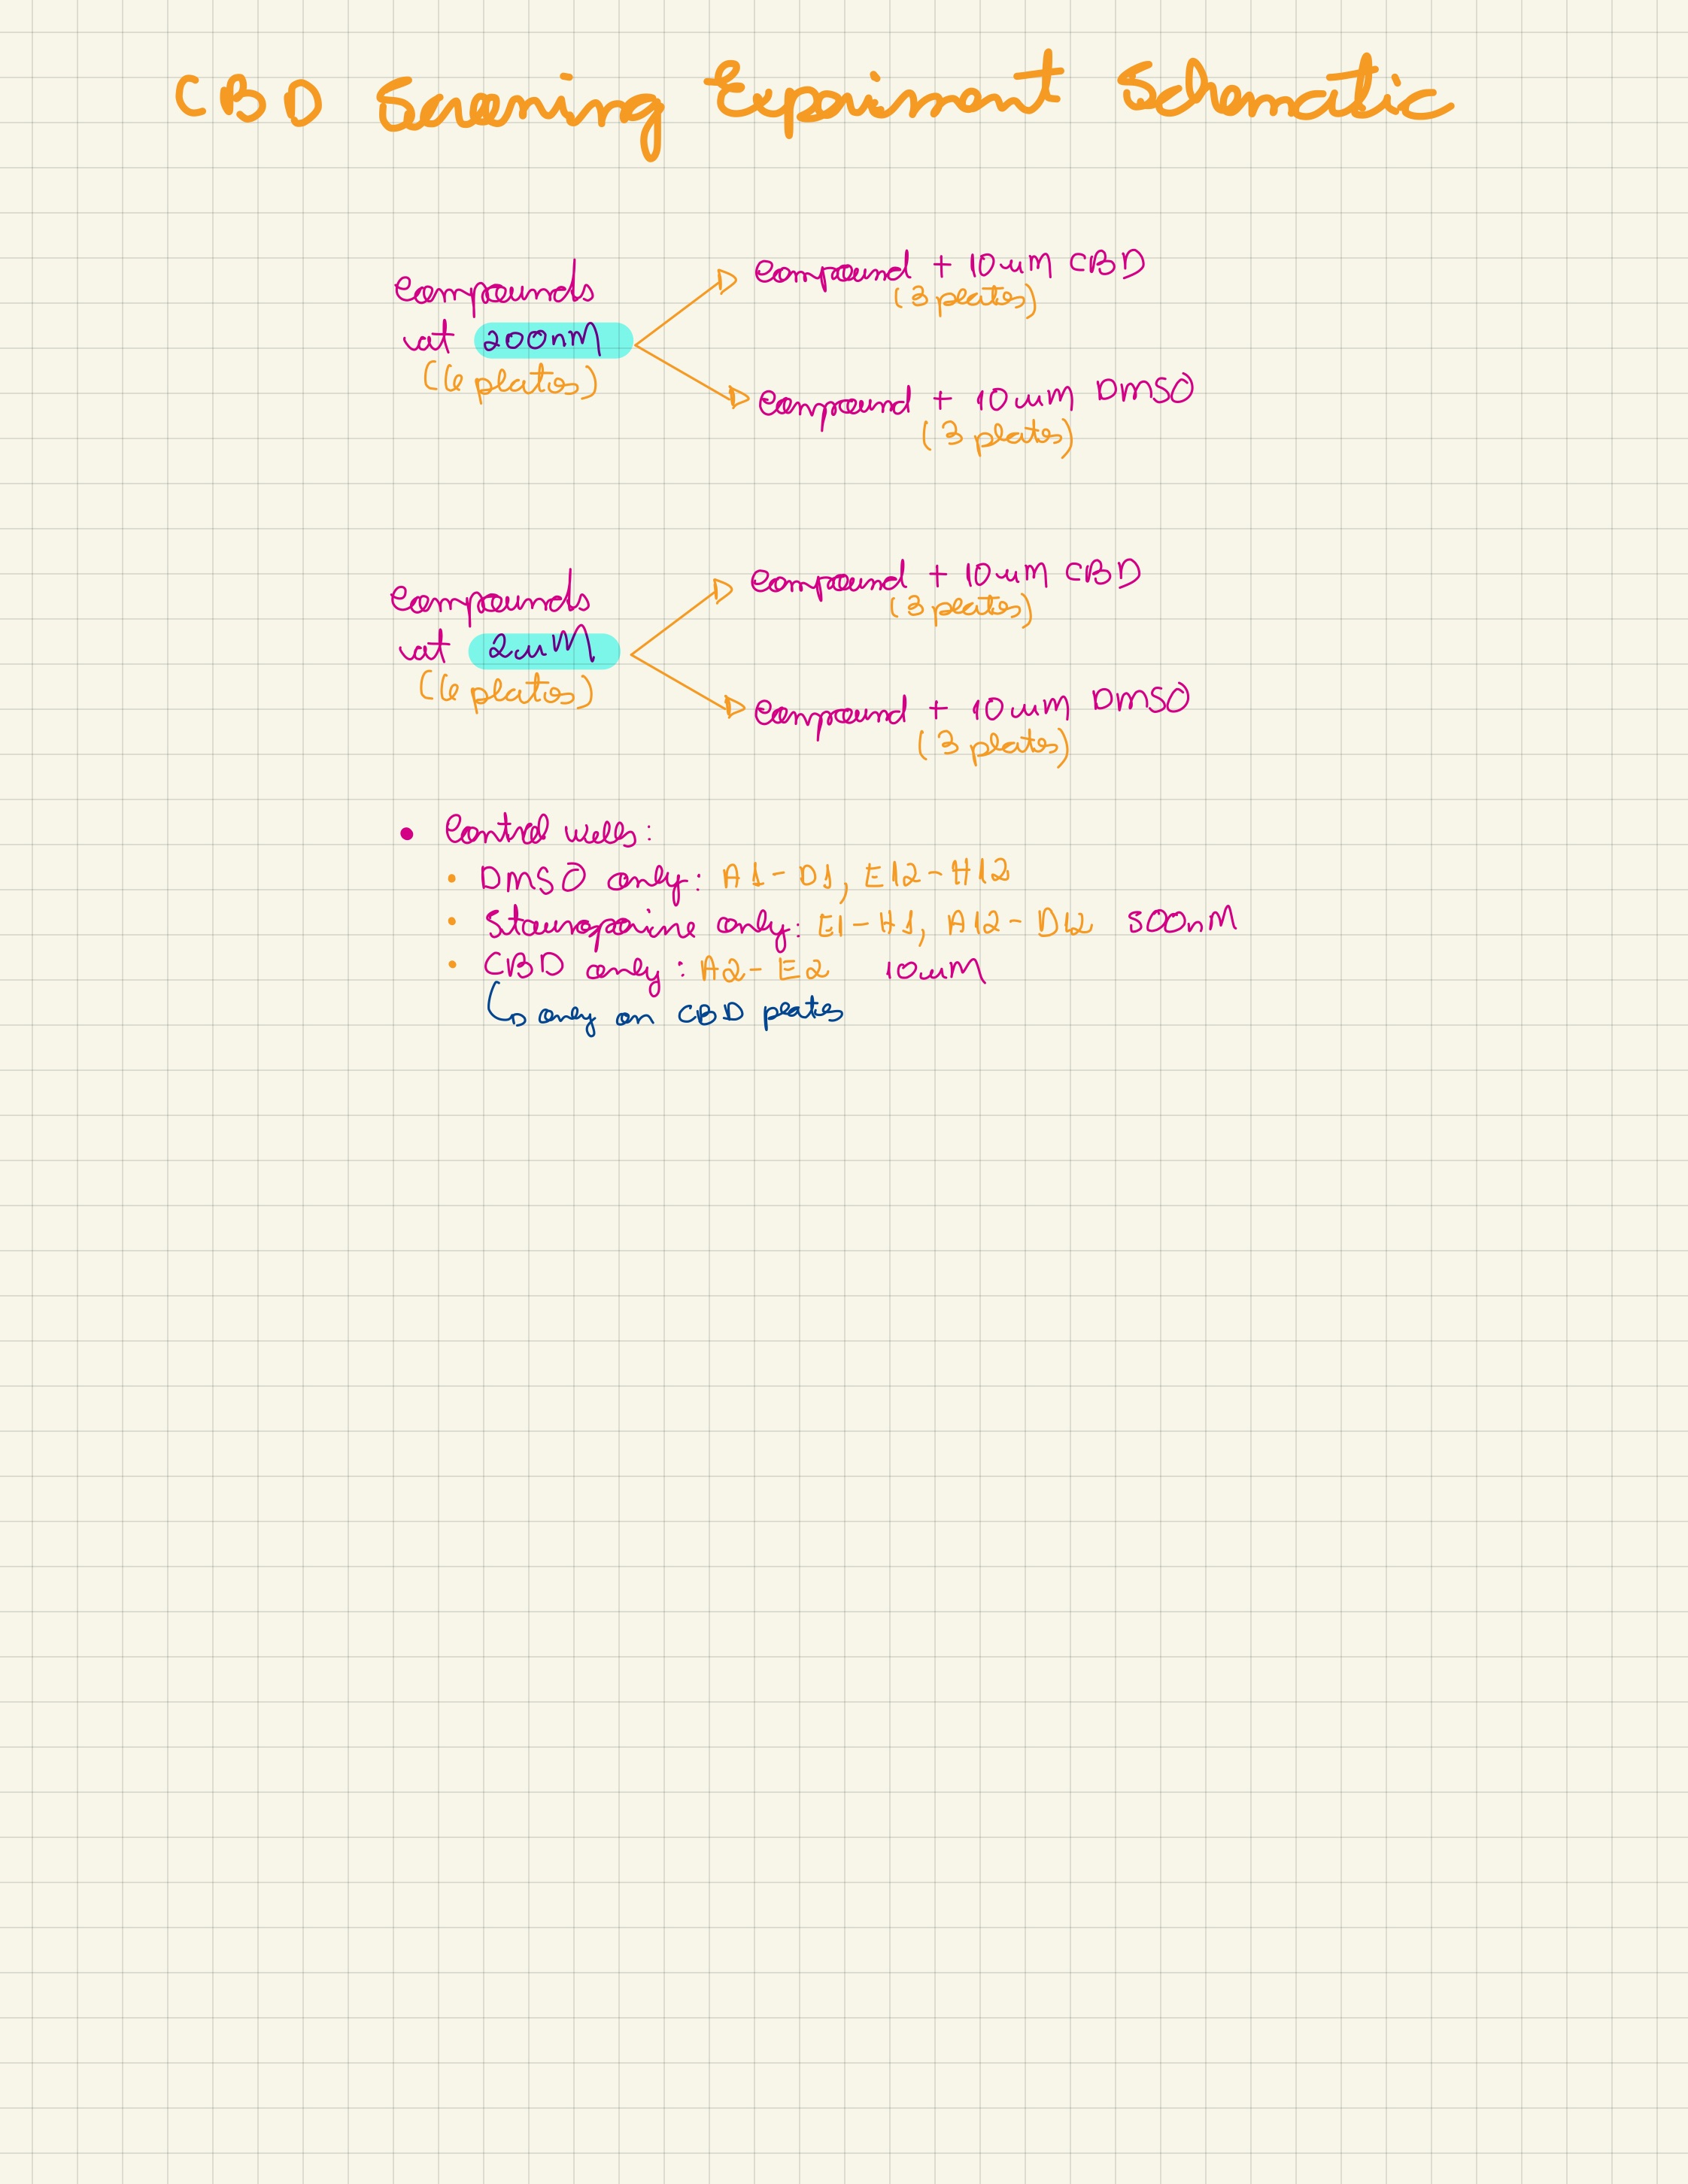 CBD Screening Experiment Schematic
Compounds
at 200nM
(6 plates)
Compound + 10uM CBD
(3 plates)
Compound + 10uM DMSO
(3 plates)
Compounds
at 2uM
(6 plates)
Compound + 10uM CBD
(3 plates)
Compound + 10uM DMSO
(3 plates)
• Control wells:
• DMSO only: A1-D1, E12-H12
• Staurosporine only: E1-H1, A12-D12 500nM
• CBD only: A2-E2 10uM
↳ only on CBD plates